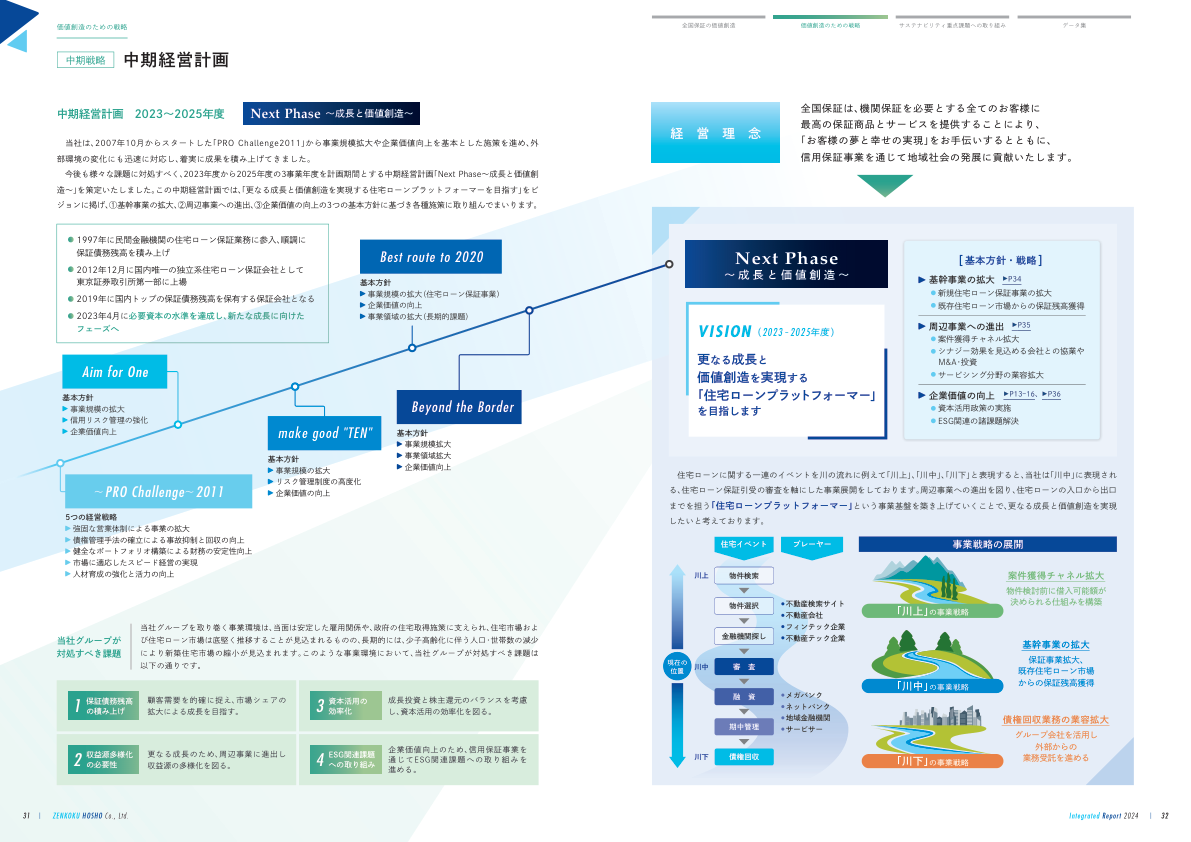 価値創造のための戦略
中期戦略
中期経営計画
中期経営計画　2023〜2025年度
Next Phase 〜成長と価値創造〜
当社は、2007年10月からスタートした「PRO Challenge2011」から事業規模拡大や企業価値向上を基本とした施策を進め、外
部環境の変化にも迅速に対応し、着実に成果を積み上げてきました。
今後も様々な課題に対処すべく、2023年度から2025年度の3事業年度を計画期間とする中期経営計画「Next Phase〜成長と価値創
造〜」を策定いたしました。この中期経営計画では、「更なる成長と価値創造を実現する住宅ローンプラットフォーマーを目指す」をビ
ジョンに掲げ、①基幹事業の拡大、②周辺事業への進出、③企業価値の向上の3つの基本方針に基づき各種施策に取り組んでまいります。
1997年に民間金融機関の住宅ローン保証業務に参入、順調に
保証債務残高を積み上げ
2012年12月に国内唯一の独立系住宅ローン保証会社として
東京証券取引所第一部に上場
2019年に国内トップの保証債務残高を保有する保証会社となる
2023年4月に必要資本の水準を達成し、新たな成長に向けた
フェーズへ
Best route to 2020
基本方針
▶事業規模の拡大（住宅ローン保証事業）
▶企業価値の向上
▶事業領域の拡大（長期的課題）
Aim for One
基本方針
▶事業規模の拡大
▶信用リスク管理の強化
▶企業価値向上
make good "TEN"
基本方針
▶事業規模の拡大
▶リスク管理制度の高度化
▶企業価値の向上
Beyond the Border
基本方針
▶事業規模拡大
▶事業領域拡大
▶企業価値向上
〜PRO Challenge〜2011
5つの経営戦略
▶強固な営業体制による事業の拡大
▶債権管理手法の確立による事故抑制と回収の向上
▶健全なポートフォリオ構築による財務の安定性向上
▶市場に適応したスピード経営の実現
▶人材育成の強化と活力の向上
当社グループが
対処すべき課題
当社グループを取り巻く事業環境は、当面は安定した雇用関係や、政府の住宅取得施策に支えられ、住宅市場およ
び住宅ローン市場は底堅く推移することが見込まれるものの、長期的には、少子高齢化に伴う人口・世帯数の減少
により新築住宅市場の縮小が見込まれます。このような事業環境において、当社グループが対処すべき課題は
以下の通りです。
1 保証債務残高
の積み上げ
顧客需要を的確に捉え、市場シェアの
拡大による成長を目指す。
3 資本活用の
効率化
成長投資と株主還元のバランスを考慮
し、資本活用の効率化を図る。
2 収益源多様化
の必要性
更なる成長のため、周辺事業に進出し
収益源の多様化を図る。
4 ESG関連課題
への取り組み
企業価値向上のため、信用保証事業を
通じてESG関連課題への取り組みを
進める。
31 | ZENKOKU HOSHO Co., Ltd.
全国保証の価値創造
価値創造のための戦略
サステナビリティ重点課題への取り組み
データ集
経営理念
全国保証は、機関保証を必要とする全てのお客様に
最高の保証商品とサービスを提供することにより、
「お客様の夢と幸せの実現」をお手伝いするとともに、
信用保証事業を通じて地域社会の発展に貢献いたします。
Next Phase
〜成長と価値創造〜
VISION（2023-2025年度）
更なる成長と
価値創造を実現する
「住宅ローンプラットフォーマー」
を目指します
［基本方針・戦略］
▶基幹事業の拡大 ▶P34
●新規住宅ローン保証事業の拡大
●既存住宅ローン市場からの保証残高獲得
▶周辺事業への進出 ▶P35
●案件獲得チャネル拡大
●シナジー効果を見込める会社との協業や
M&A・投資
●サービシング分野の業容拡大
▶企業価値の向上 ▶P13-16、▶P36
●資本活用政策の実施
●ESG関連の諸課題解決
住宅ローンに関する一連のイベントを川の流れに例えて「川上」、「川中」、「川下」と表現すると、当社は「川中」に表現され
る、住宅ローン保証引受の審査を軸にした事業展開をしております。周辺事業への進出を図り、住宅ローンの入口から出口
までを担う「住宅ローンプラットフォーマー」という事業基盤を築き上げていくことで、更なる成長と価値創造を実現
したいと考えております。
住宅イベント
プレーヤー
川上
物件検索
物件選択
金融機関探し
●不動産検索サイト
●不動産会社
●フィンテック企業
●不動産テック企業
現在の
位置
川中
審　査
融　資
期中管理
●メガバンク
●ネットバンク
●地域金融機関
●サービサー
川下
債権回収
事業戦略の展開
「川上」の事業戦略
案件獲得チャネル拡大
物件検討前に借入可能額が
決められる仕組みを構築
「川中」の事業戦略
基幹事業の拡大
保証事業拡大、
既存住宅ローン市場
からの保証残高獲得
「川下」の事業戦略
債権回収業務の業容拡大
グループ会社を活用し
外部からの
業務受託を進める
Integrated Report 2024 | 32